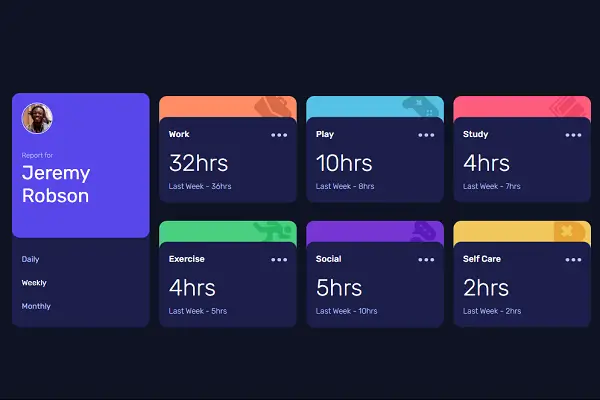 Report for
Jeremy
Robson
Daily
Weekly
Monthly
Work
32hrs
Last Week - 36hrs
Play
10hrs
Last Week - 8hrs
Study
4hrs
Last Week - 7hrs
Exercise
4hrs
Last Week - 5hrs
Social
5hrs
Last Week - 10hrs
Self Care
2hrs
Last Week - 2hrs